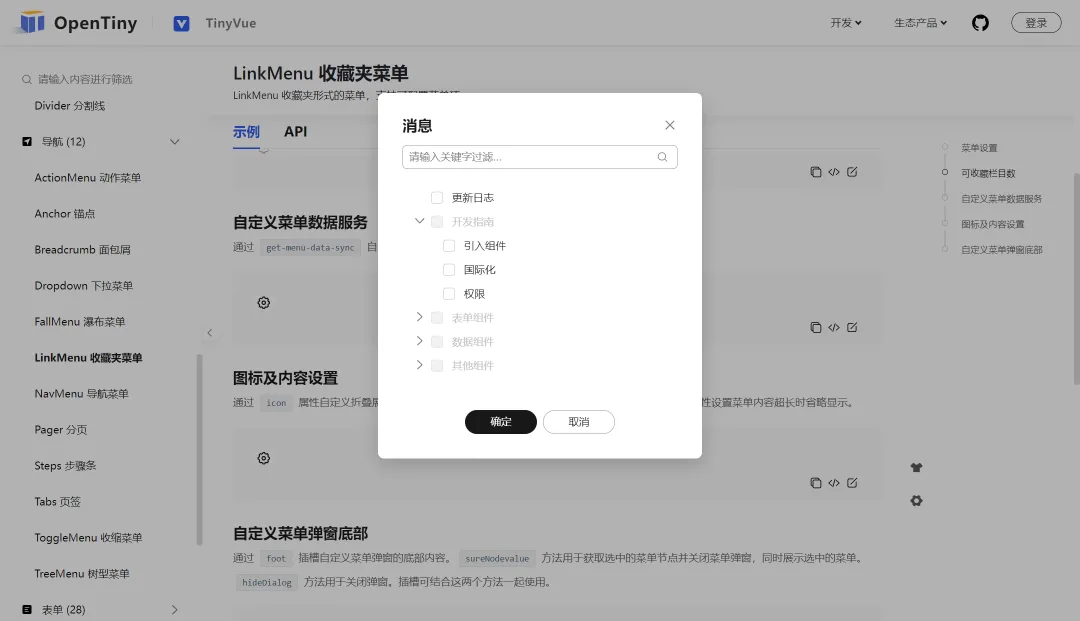 OpenTiny
TinyVue
开发
生态产品
登录
请输入内容进行筛选
Divider 分割线
导航 (12)
ActionMenu 动作菜单
Anchor 锚点
Breadcrumb 面包屑
Dropdown 下拉菜单
FallMenu 瀑布菜单
LinkMenu 收藏夹菜单
NavMenu 导航菜单
Pager 分页
Steps 步骤条
Tabs 页签
ToggleMenu 收缩菜单
TreeMenu 树型菜单
表单 (28)
LinkMenu 收藏夹菜单
LinkMenu 收藏夹形式的菜单，
示例
API
自定义菜单数据服务
通过 get-menu-data-sync 自
图标及内容设置
通过 icon 属性自定义折叠展
性设置菜单内容超长时省略显示。
自定义菜单弹窗底部
通过 foot 插槽自定义菜单弹窗的底部内容。 sureNodevalue 方法用于获取选中的菜单节点并关闭菜单弹窗，同时展示选中的菜单。
hideDialog 方法用于关闭弹窗。插槽可结合这两个方法一起使用。
消息
请输入关键字过滤...
更新日志
开发指南
引入组件
国际化
权限
表单组件
数据组件
其他组件
确定
取消
菜单设置
可收藏栏目数
自定义菜单数据服务
图标及内容设置
自定义菜单弹窗底部